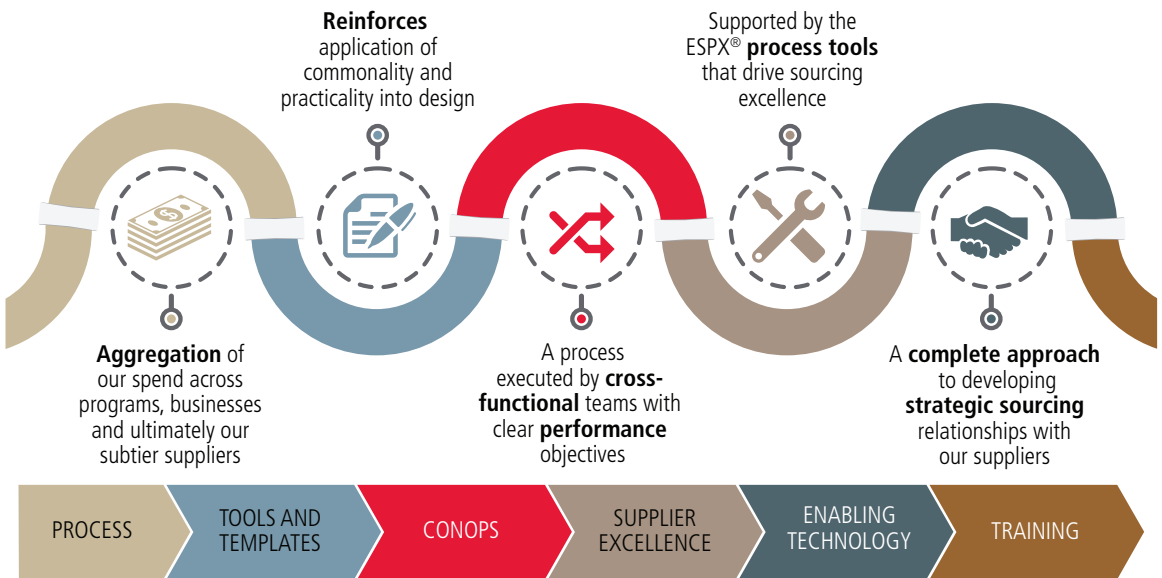 Reinforces
application of
commonality and
practicality into design
Supported by the
ESPX® process tools
that drive sourcing
excellence
$
Aggregation of
our spend across
programs, businesses
and ultimately our
subtier suppliers
A process
executed by cross-
functional teams with
clear performance
objectives
A complete approach
to developing
strategic sourcing
relationships with
our suppliers
PROCESS
TOOLS AND
TEMPLATES
CONOPS
SUPPLIER
EXCELLENCE
ENABLING
TECHNOLOGY
TRAINING